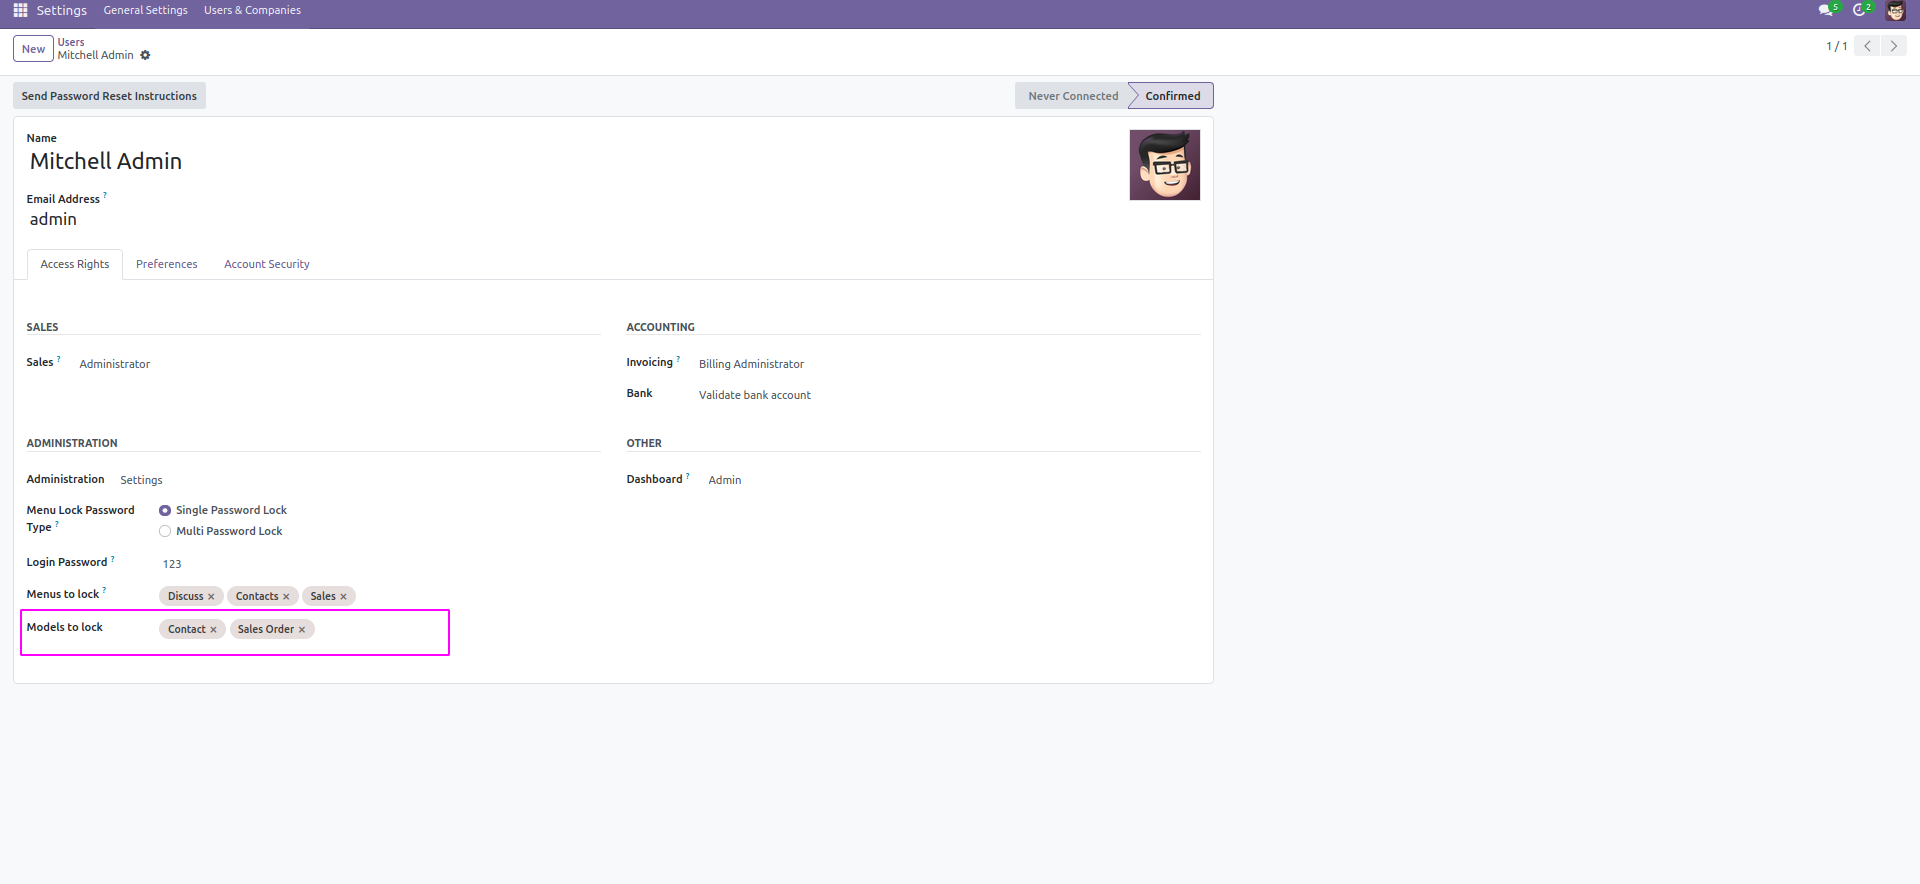 Settings General Settings Users & Companies 5 2
New Users
Mitchell Admin
1 / 1
Send Password Reset Instructions
Never Connected Confirmed
Name
Mitchell Admin
Email Address ?
admin
Access Rights Preferences Account Security
SALES
Sales ? Administrator
ACCOUNTING
Invoicing ? Billing Administrator
Bank Validate bank account
ADMINISTRATION
Administration Settings
Menu Lock Password Type ?
Single Password Lock
Multi Password Lock
Login Password ? 123
Menus to lock ? Discuss × Contacts × Sales ×
Models to lock Contact × Sales Order ×
OTHER
Dashboard ? Admin